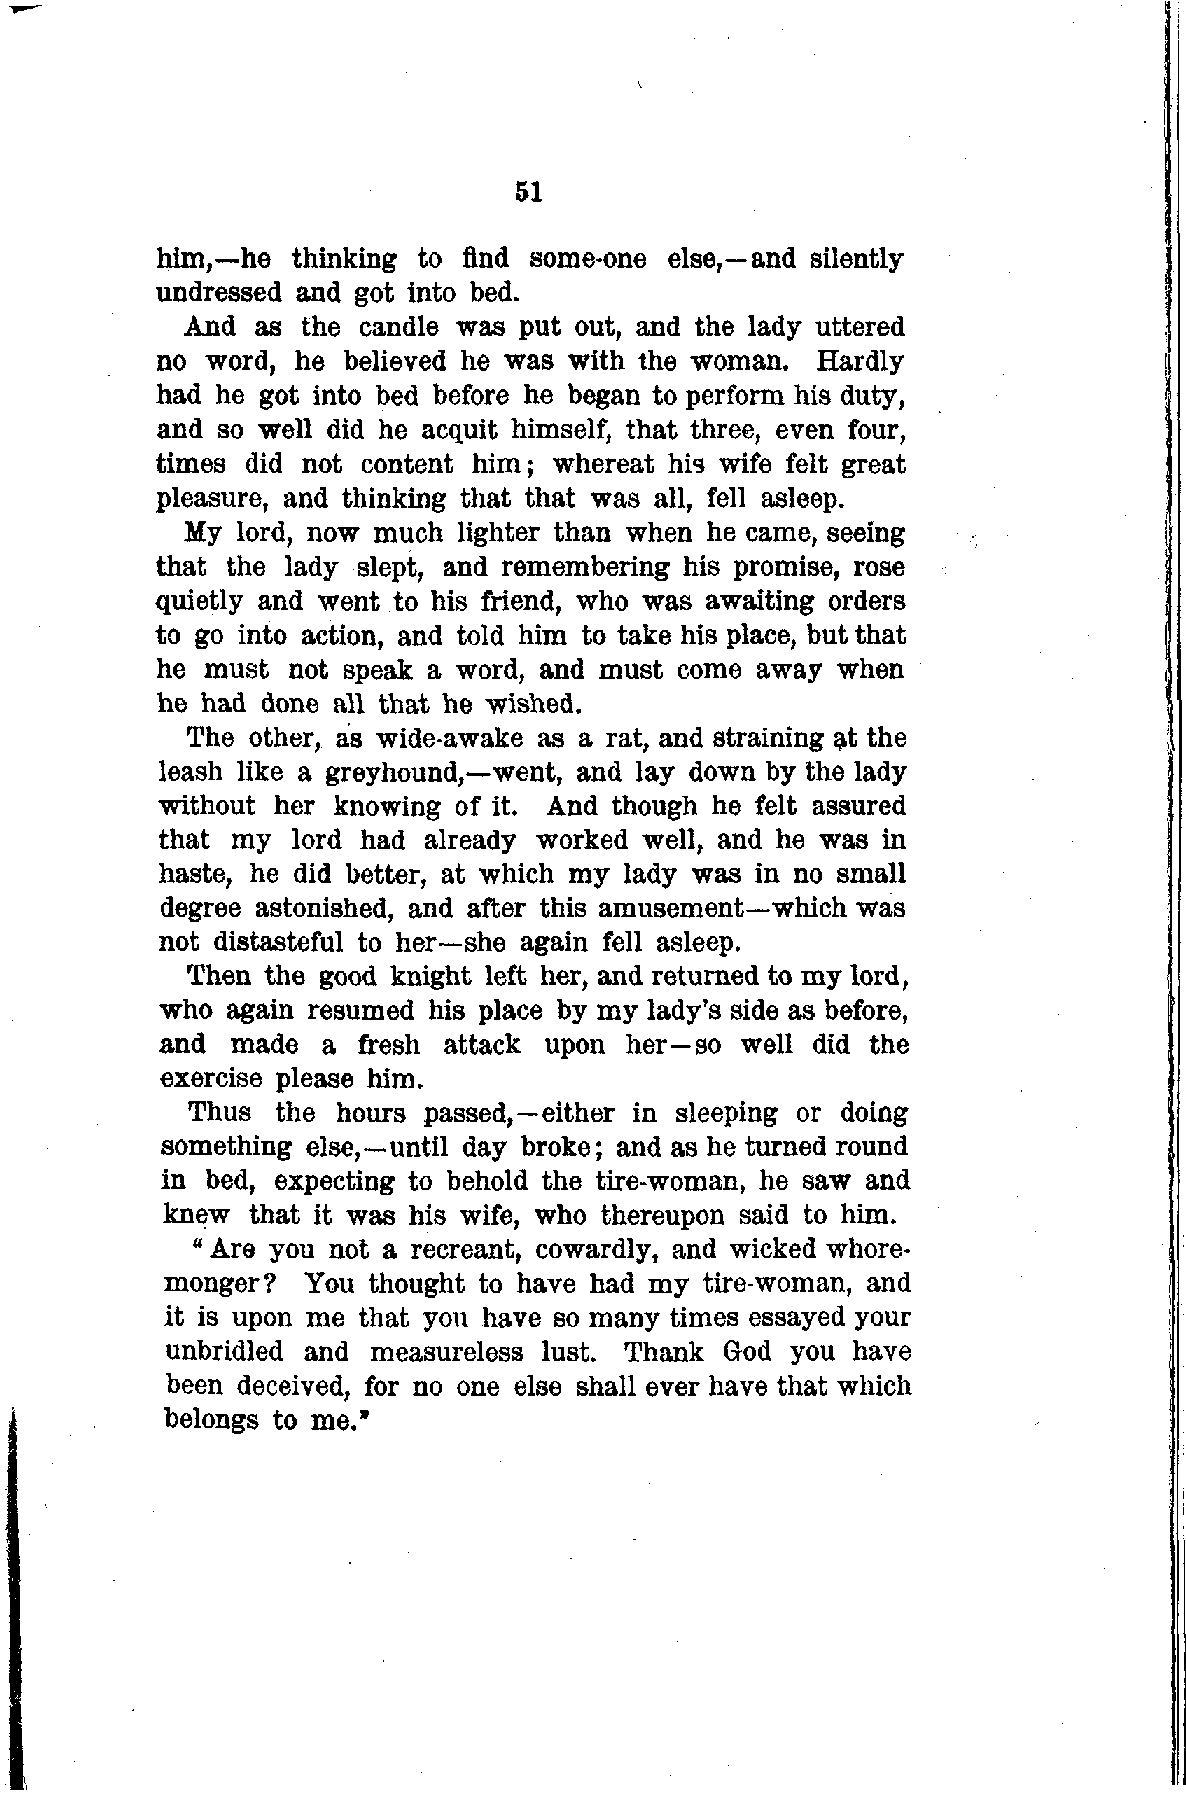 51
him,—he thinking to find some-one else,—and silently
undressed and got into bed.
And as the candle was put out, and the lady uttered
no word, he believed he was with the woman. Hardly
had he got into bed before he began to perform his duty,
and so well did he acquit himself, that three, even four,
times did not content him; whereat his wife felt great
pleasure, and thinking that that was all, fell asleep.
My lord, now much lighter than when he came, seeing
that the lady slept, and remembering his promise, rose
quietly and went to his friend, who was awaiting orders
to go into action, and told him to take his place, but that
he must not speak a word, and must come away when
he had done all that he wished.
The other, as wide-awake as a rat, and straining at the
leash like a greyhound,—went, and lay down by the lady
without her knowing of it. And though he felt assured
that my lord had already worked well, and he was in
haste, he did better, at which my lady was in no small
degree astonished, and after this amusement—which was
not distasteful to her—she again fell asleep.
Then the good knight left her, and returned to my lord,
who again resumed his place by my lady's side as before,
and made a fresh attack upon her—so well did the
exercise please him.
Thus the hours passed,—either in sleeping or doing
something else,—until day broke; and as he turned round
in bed, expecting to behold the tire-woman, he saw and
knew that it was his wife, who thereupon said to him.
"Are you not a recreant, cowardly, and wicked whore-
monger? You thought to have had my tire-woman, and
it is upon me that you have so many times essayed your
unbridled and measureless lust. Thank God you have
been deceived, for no one else shall ever have that which
belongs to me."